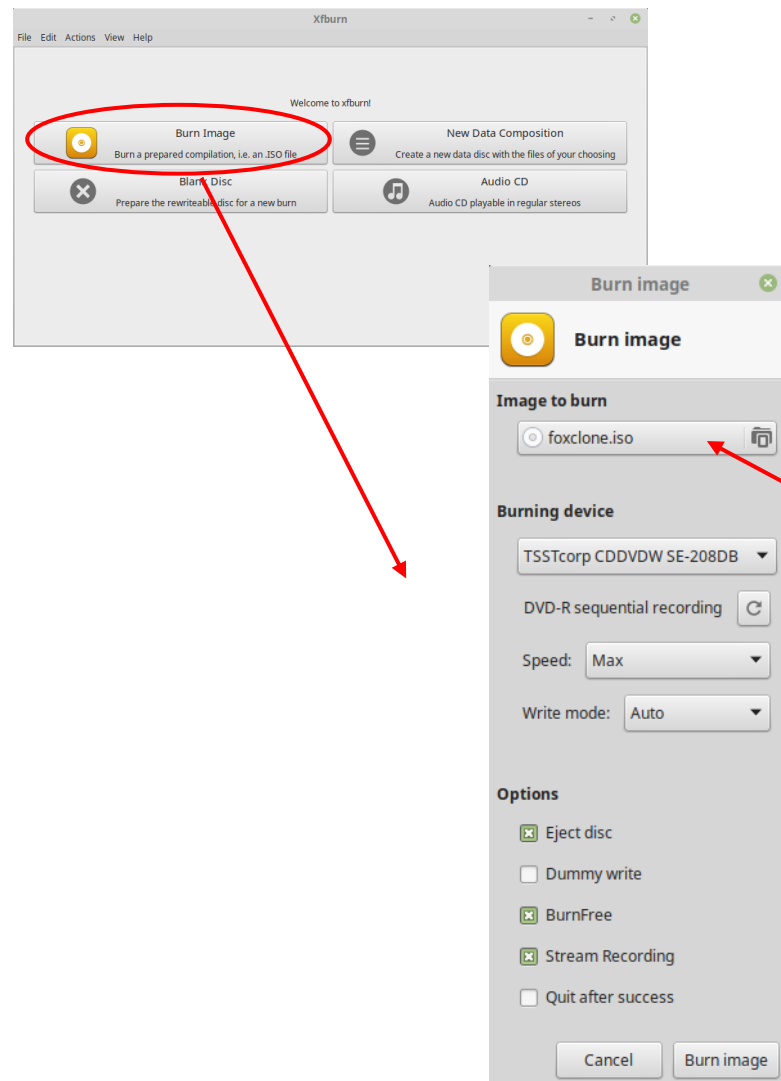 Xfburn
File Edit Actions View Help
Welcome to xfburn!
Burn Image
Burn a prepared compilation, i.e. an .ISO file
New Data Composition
Create a new data disc with the files of your choosing
Blank Disc
Prepare the rewriteable disc for a new burn
Audio CD
Audio CD playable in regular stereos
Burn image
Burn image
Image to burn
foxclone.iso
Burning device
TSSTcorp CDDVDW SE-208DB
DVD-R sequential recording
Speed: Max
Write mode: Auto
Options
Eject disc
Dummy write
BurnFree
Stream Recording
Quit after success
Cancel Burn image